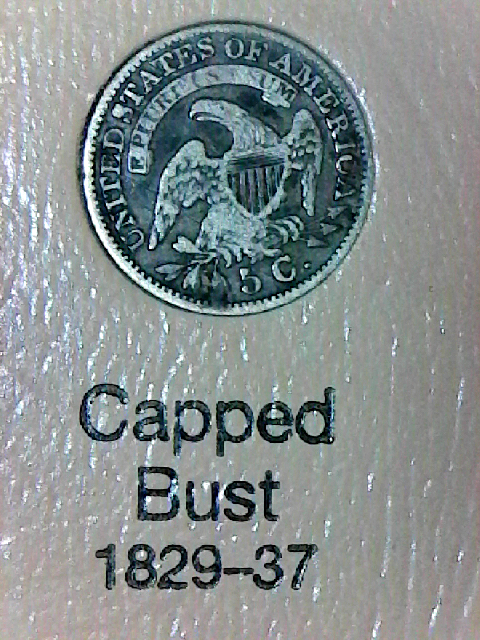 UNITED STATES OF AMERICA
E PLURIBUS UNUM
5 C.
Capped
Bust
1829–37